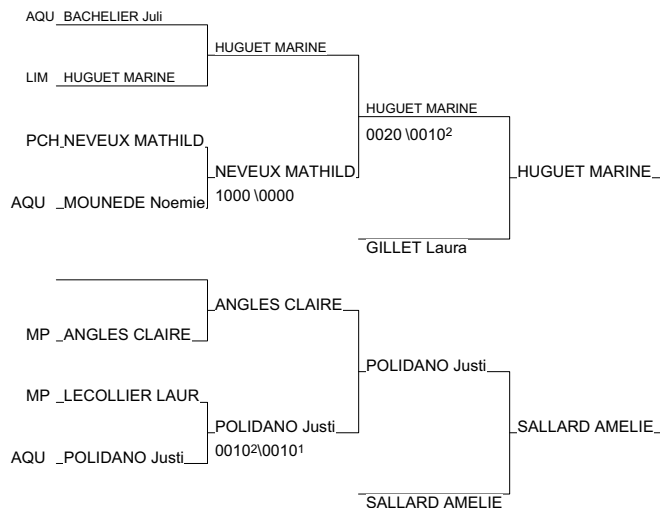 AQU BACHELIER Juli
HUGUET MARINE
LIM HUGUET MARINE
HUGUET MARINE
0020 \0010²
PCH NEVEUX MATHILD
NEVEUX MATHILD
HUGUET MARINE
1000 \0000
AQU MOUNEDE Noemie
GILLET Laura
ANGLES CLAIRE
MP ANGLES CLAIRE
POLIDANO Justi
MP LECOLLIER LAUR
POLIDANO Justi
SALLARD AMELIE
0010²\0010¹
AQU POLIDANO Justi
SALLARD AMELIE